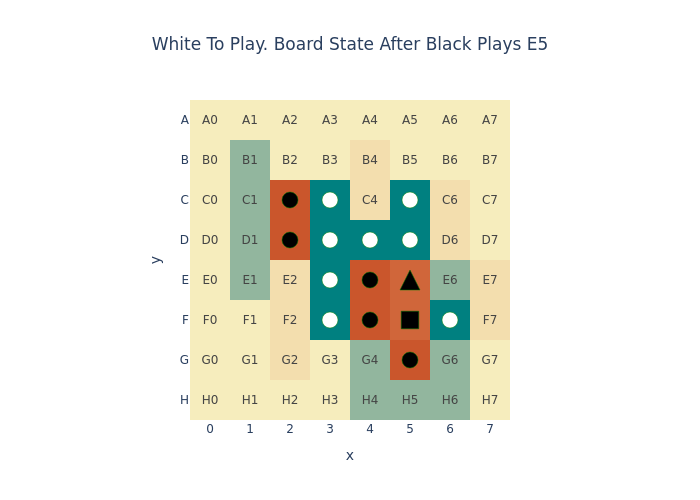 White To Play. Board State After Black Plays E5
A A0 A1 A2 A3 A4 A5 A6 A7
B B0 B1 B2 B3 B4 B5 B6 B7
C C0 C1 C4 C6 C7
D D0 D1 D6 D7
y
E E0 E1 E2 E6 E7
F F0 F1 F2 F7
G G0 G1 G2 G3 G4 G6 G7
H H0 H1 H2 H3 H4 H5 H6 H7
0 1 2 3 4 5 6 7
x